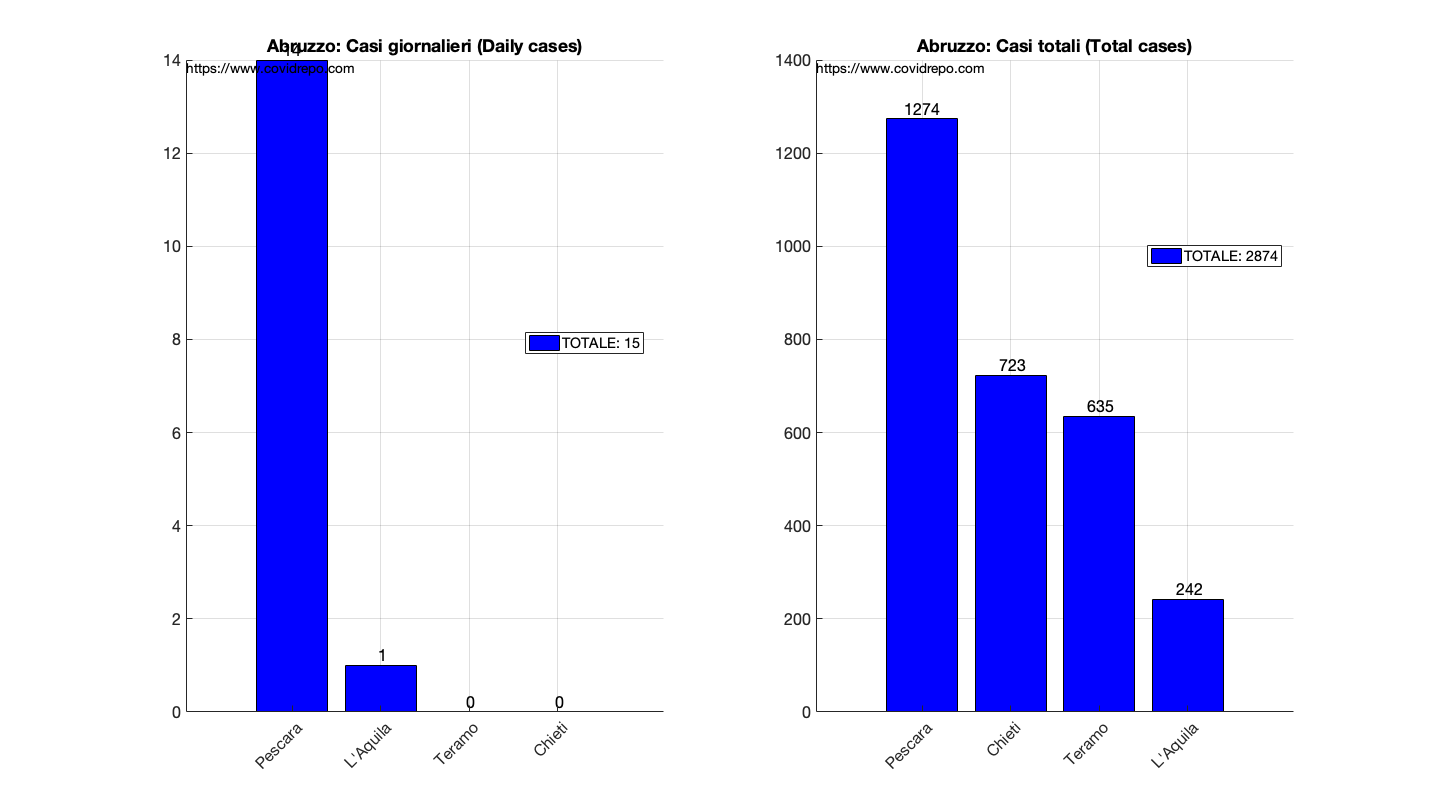 Abruzzo: Casi giornalieri (Daily cases)
14
https://www.covidrepo.com
14
12
10
8
6
4
2
0
1
0
0
TOTALE: 15
Pescara
L'Aquila
Teramo
Chieti
Abruzzo: Casi totali (Total cases)
https://www.covidrepo.com
1400
1200
1000
800
600
400
200
0
1274
723
635
242
TOTALE: 2874
Pescara
Chieti
Teramo
L'Aquila